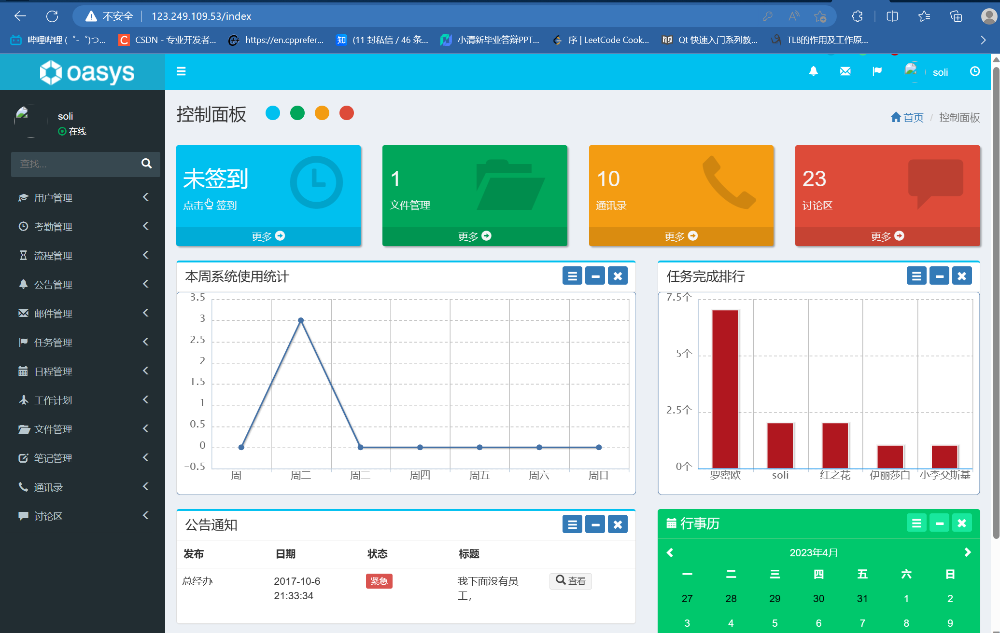 不安全 | 123.249.109.53/index
哔哩哔哩 (゜-゜)つ... CSDN - 专业开发者... https://en.cpprefer... (11 封私信 / 46 条... 小清新毕业答辩PPT... 序 | LeetCode Cook... Qt 快速入门系列教... TLB的作用及工作原...
知
oasys
soli
soli
在线
查找...
用户管理
考勤管理
流程管理
公告管理
邮件管理
任务管理
日程管理
工作计划
文件管理
笔记管理
通讯录
讨论区
控制面板
首页 / 控制面板
未签到
点击 签到
更多
1
文件管理
更多
10
通讯录
更多
23
讨论区
更多
本周系统使用统计
3.5
3
2.5
2
1.5
1
0.5
0
-0.5
周一 周二 周三 周四 周五 周六 周日
任务完成排行
7.5个
5个
2.5个
0个
罗密欧 soli 红之花 伊丽莎白 小李父斯基
公告通知
发布 日期 状态 标题
总经办 2017-10-6 紧急 我下面没有员 查看
21:33:34 工，
行事历
2023年4月
一 二 三 四 五 六 日
27 28 29 30 31 1 2
3 4 5 6 7 8 9